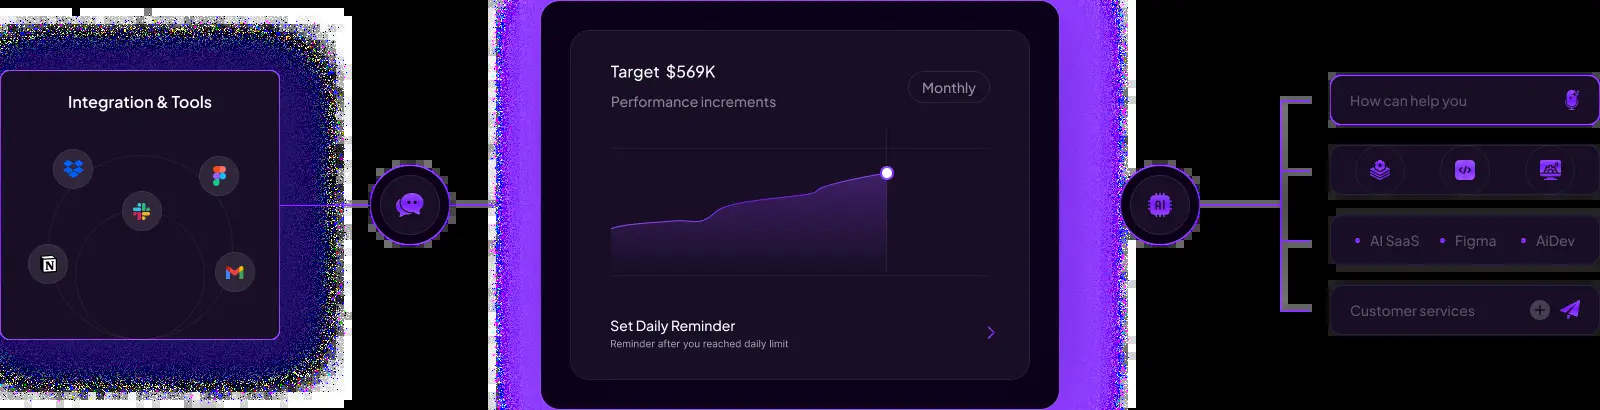 Integration & Tools
Target $569K
Monthly
Performance increments
Set Daily Reminder
Reminder after you reached daily limit
AI
How can help you
AI SaaS
Figma
AiDev
Customer services